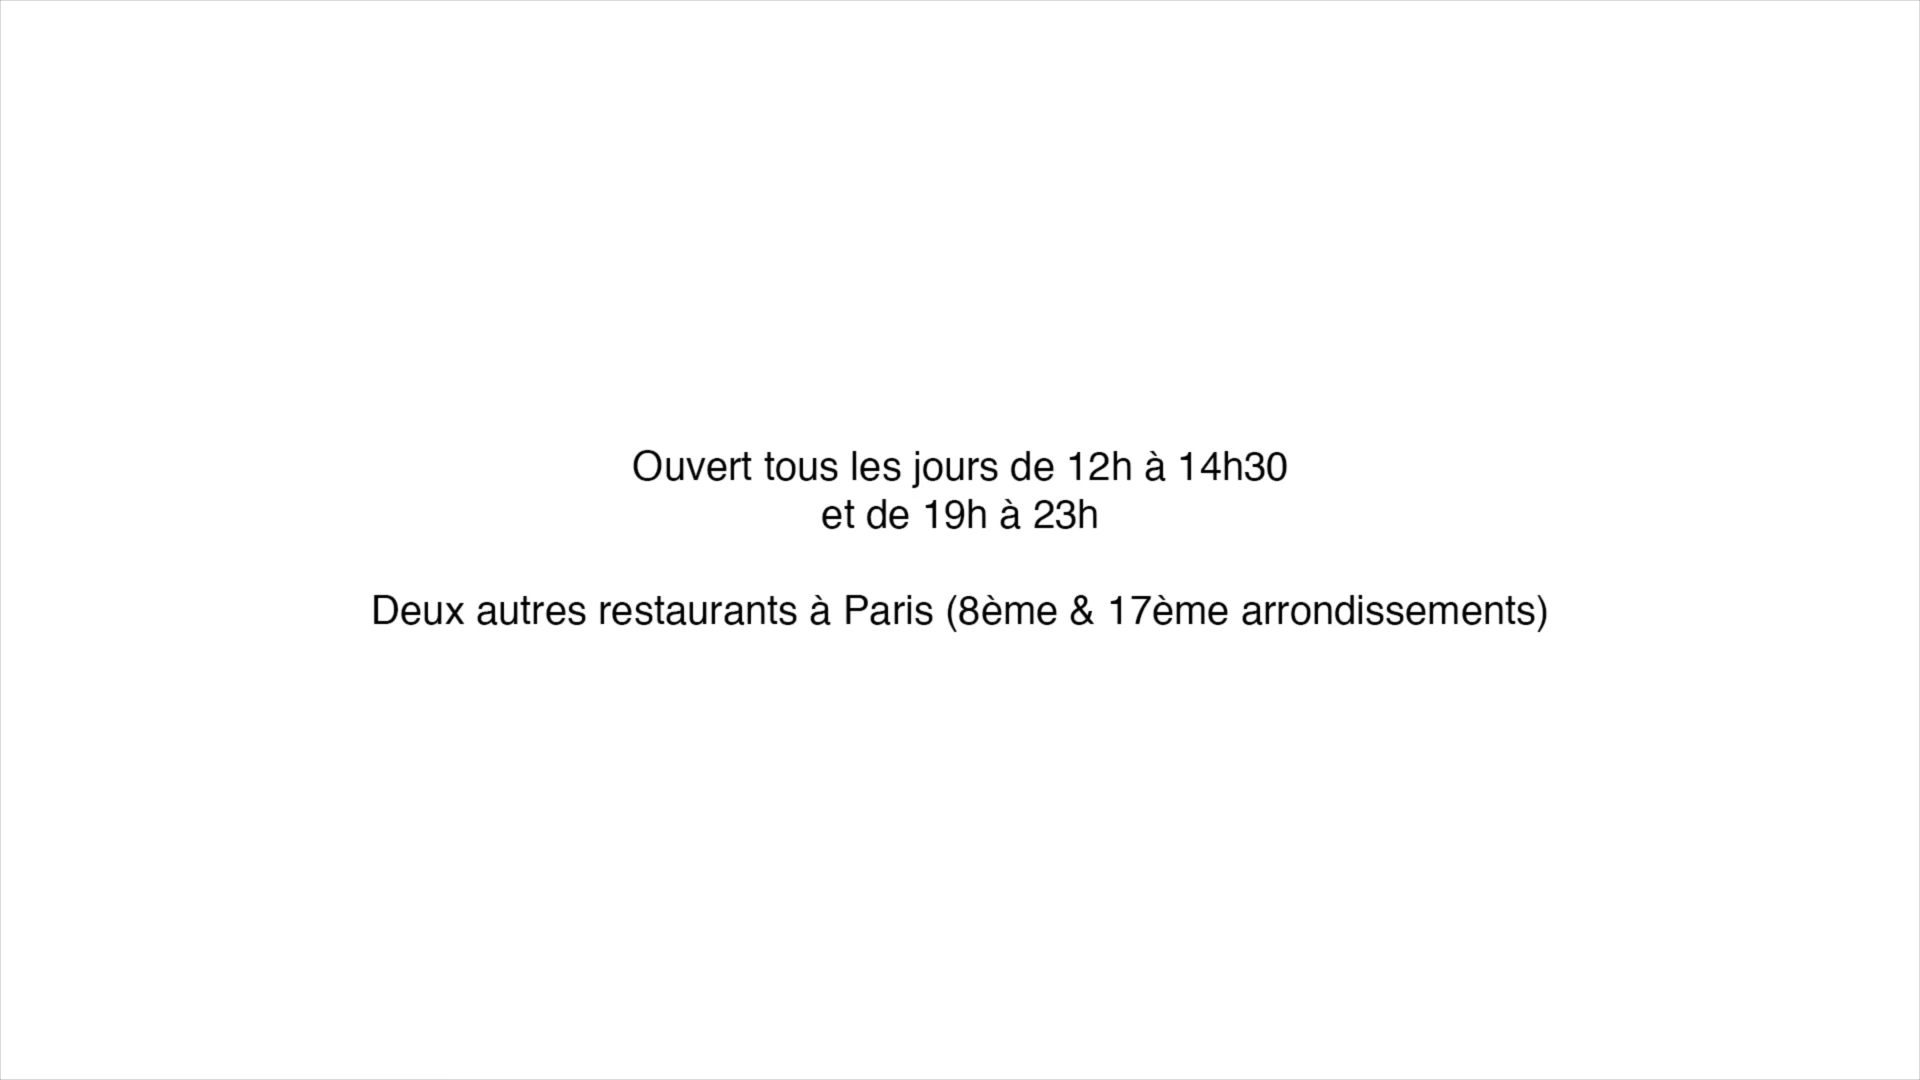 Ouvert tous les jours de 12h à 14h30
et de 19h à 23h
Deux autres restaurants à Paris (8ème & 17ème arrondissements)